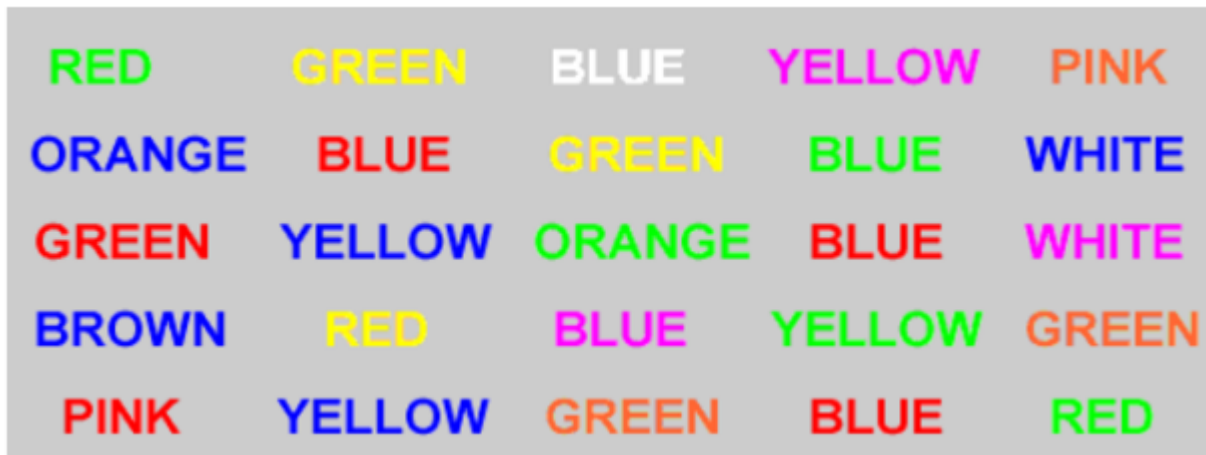 RED GREEN BLUE YELLOW PINK
ORANGE BLUE GREEN BLUE WHITE
GREEN YELLOW ORANGE BLUE WHITE
BROWN RED BLUE YELLOW GREEN
PINK YELLOW GREEN BLUE RED